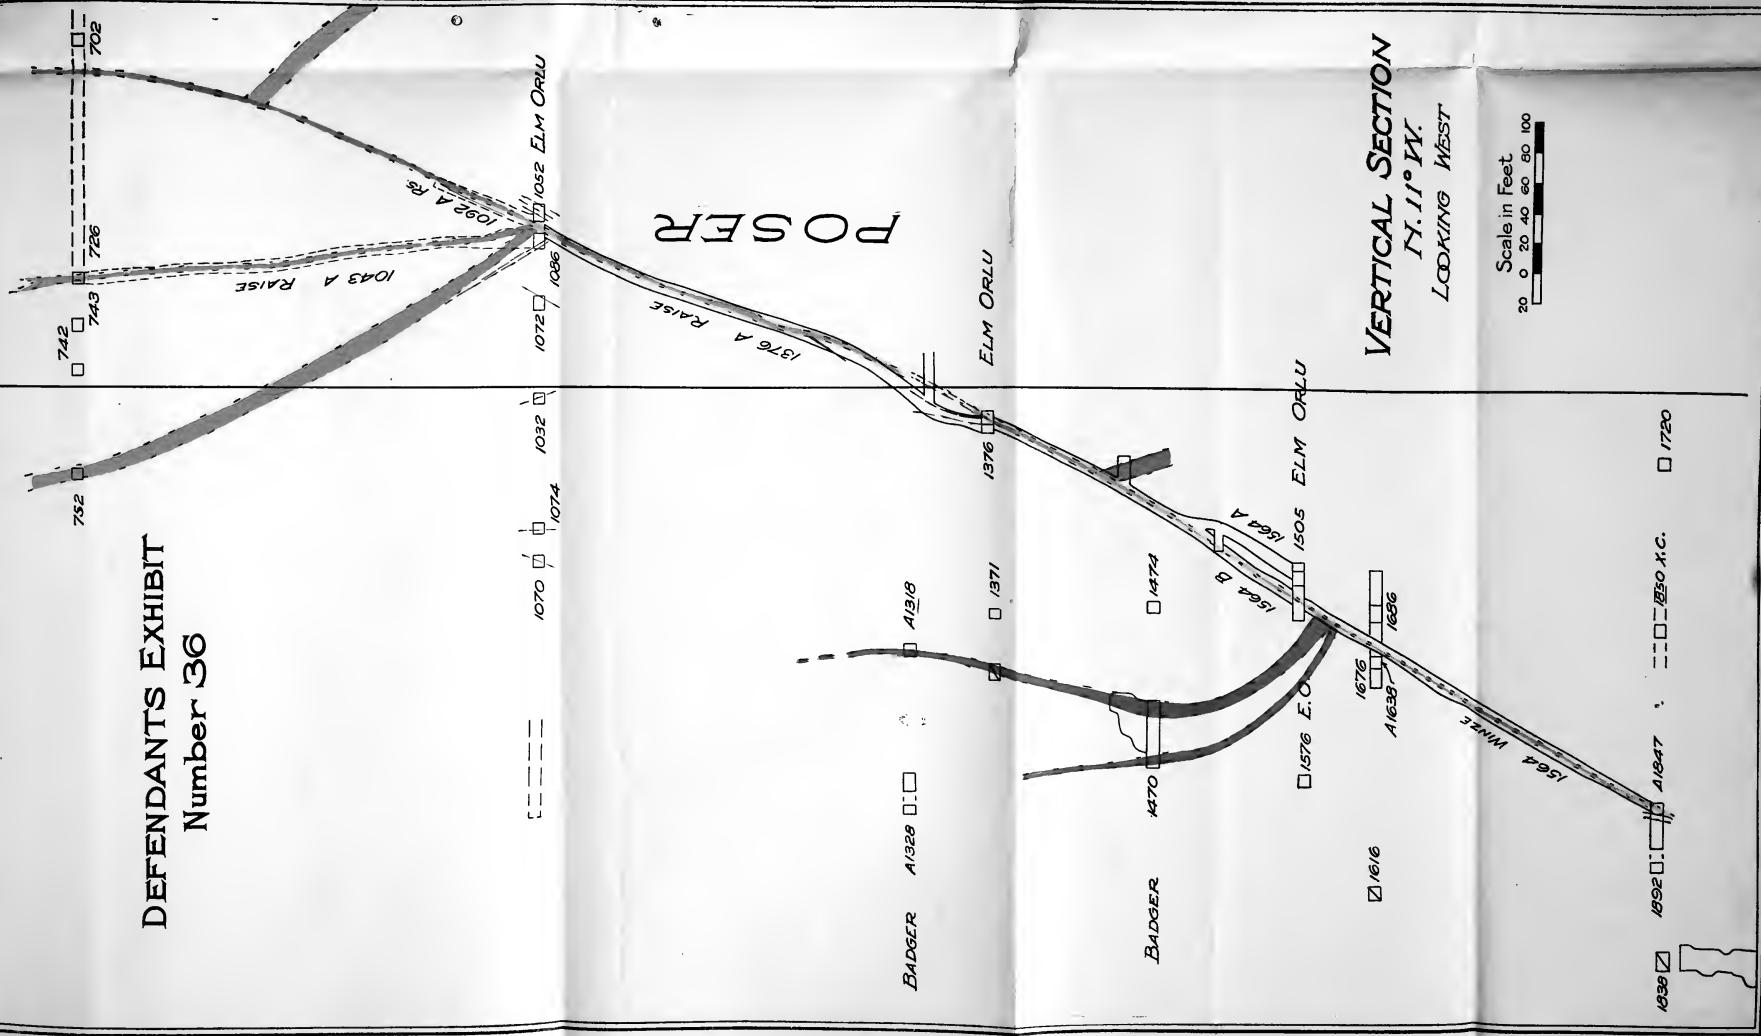 DEFENDANTS EXHIBIT
Number 36
VERTICAL SECTION
N. 11° W.
LOOKING WEST
Scale in Feet
20 0 20 40 60 80 100
POSER
702
726
743
742
752
1052 ELM ORLU
1086
1072
1032
1074
1070
1092 A Rs.
1043 A RAISE
1376 A RAISE
ELM ORLU
1376
1371
A1318
BADGER A1328
1474
BADGER 1470
1564 A
1564 B
1505 ELM ORLU
1576 E.O.
1686
1676
A1638
1616
1564 WINZE
1720
1850 X.C.
A1847
1892
1838